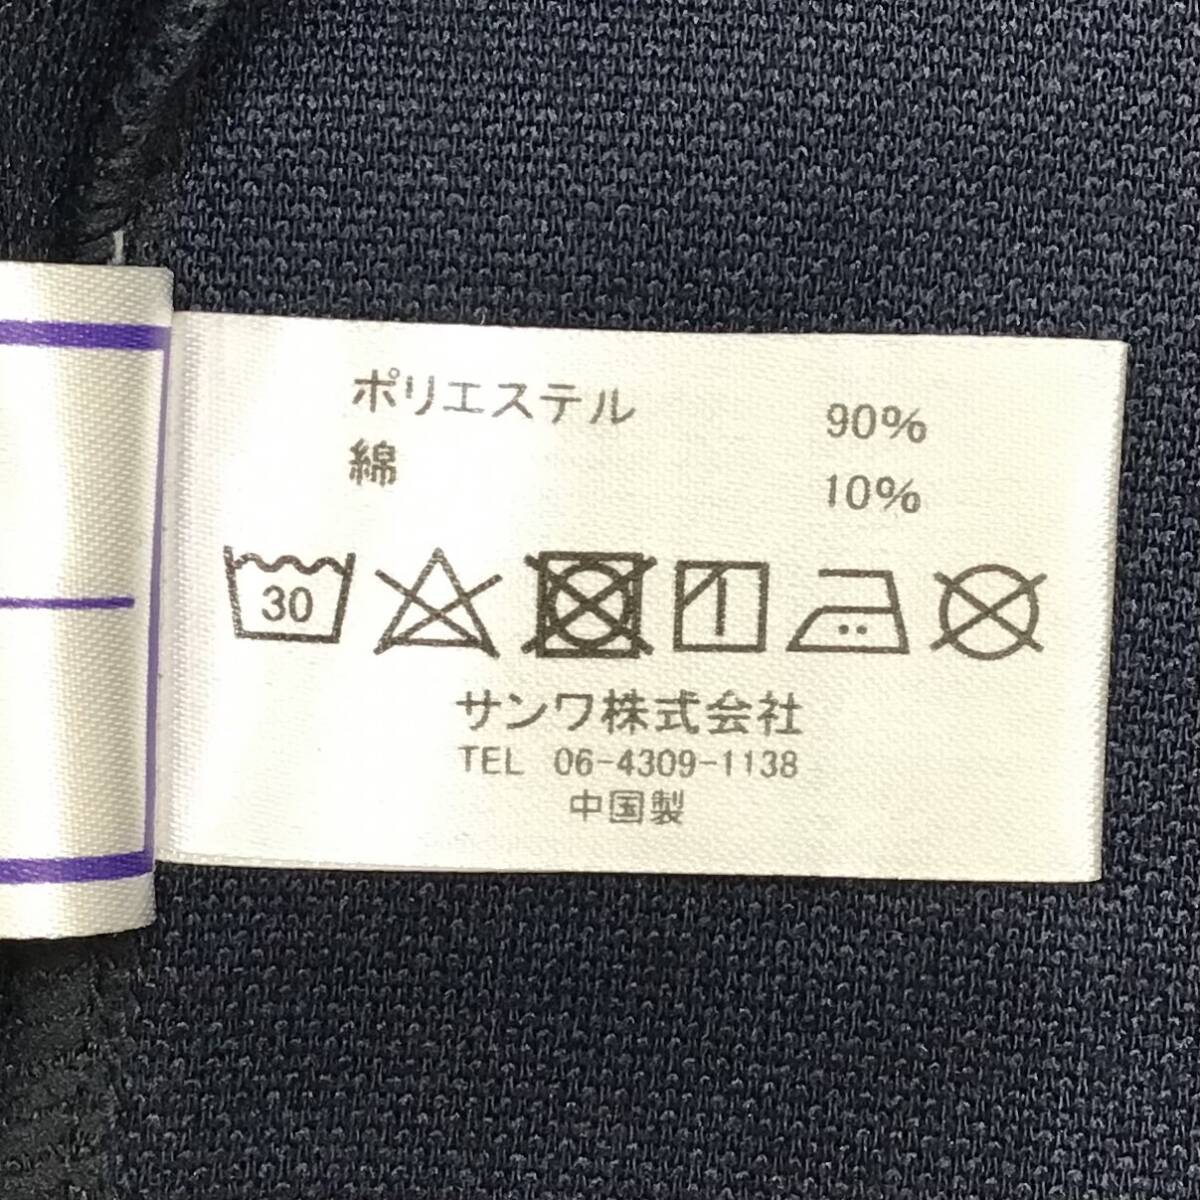 ポリエステル 90%
綿 10%
30
サンワ株式会社
TEL 06-4309-1138
中国製